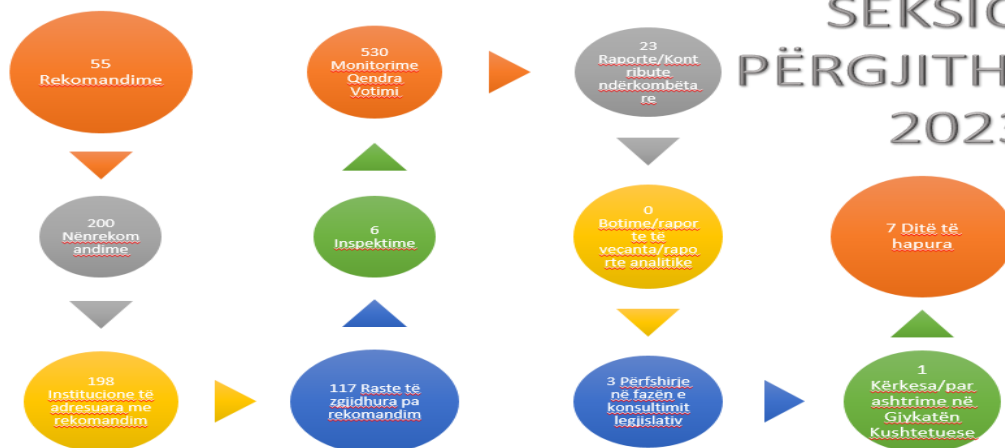 SEKSIO
PËRGJITH
2023
55
Rekomandime
200
Nënrekom
andime
198
Institucione të
adresuara me
rekomandim
117 Raste të
zgjidhura pa
rekomandim
6
Inspektime
530
Monitorime
Qendra
Votimi
23
Raporte/Kont
ribute
ndërkombëta
re
0
Botime/rapor
te të
veçanta/rapo
rte analitike
3 Përfshirje
në fazën e
konsultimit
legjislativ
1
Kërkesa/par
ashtrime në
Gjykatën
Kushtetuese
7 Ditë të
hapura